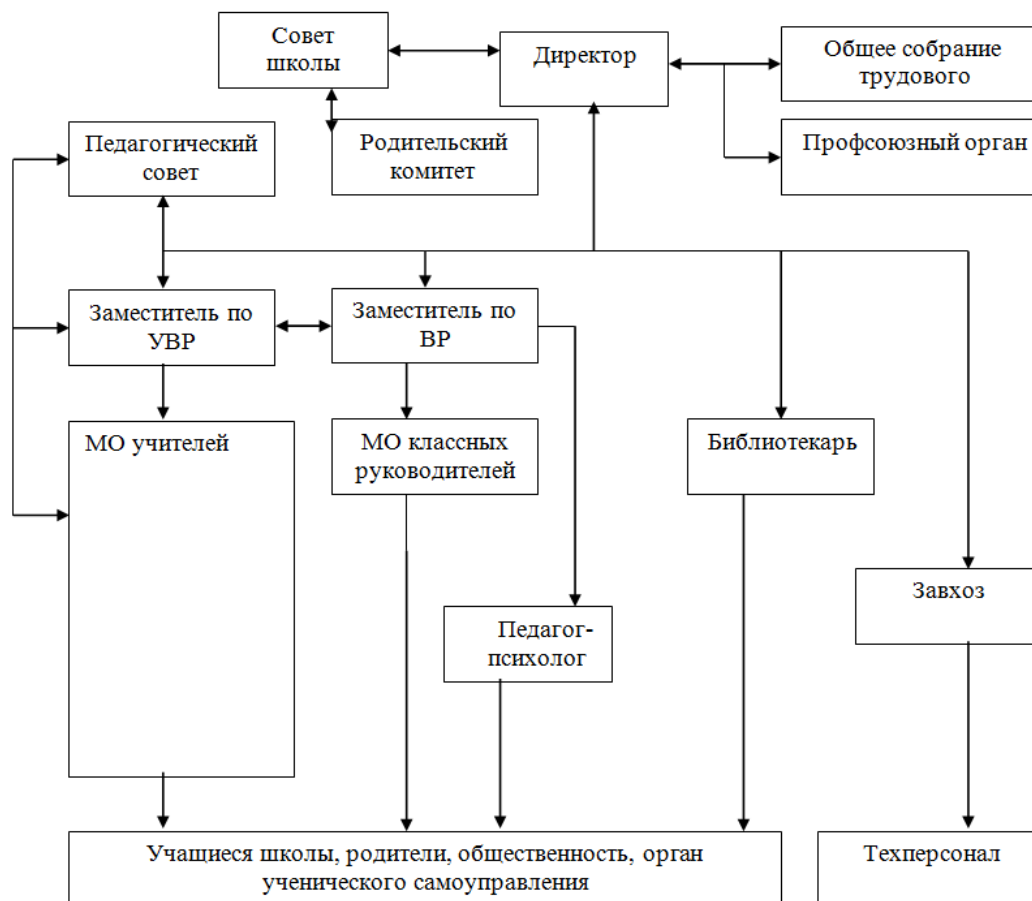 Совет
школы
Директор
Общее собрание
трудового
Педагогический
совет
Родительский
комитет
Профсоюзный орган
Заместитель по
УВР
Заместитель по
ВР
МО учителей
МО классных
руководителей
Библиотекарь
Завхоз
Педагог-
психолог
Учащиеся школы, родители, общественность, орган
ученического самоуправления
Техперсонал